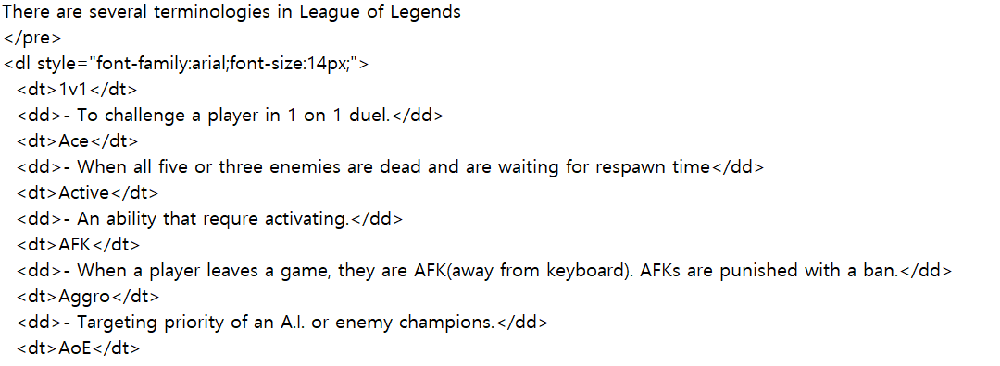 There are several terminologies in League of Legends
</pre>
<dl style="font-family:arial;font-size:14px;">
<dt>1v1</dt>
<dd>- To challenge a player in 1 on 1 duel.</dd>
<dt>Ace</dt>
<dd>- When all five or three enemies are dead and are waiting for respawn time</dd>
<dt>Active</dt>
<dd>- An ability that requre activating.</dd>
<dt>AFK</dt>
<dd>- When a player leaves a game, they are AFK(away from keyboard). AFKs are punished with a ban.</dd>
<dt>Aggro</dt>
<dd>- Targeting priority of an A.I. or enemy champions.</dd>
<dt>AoE</dt>